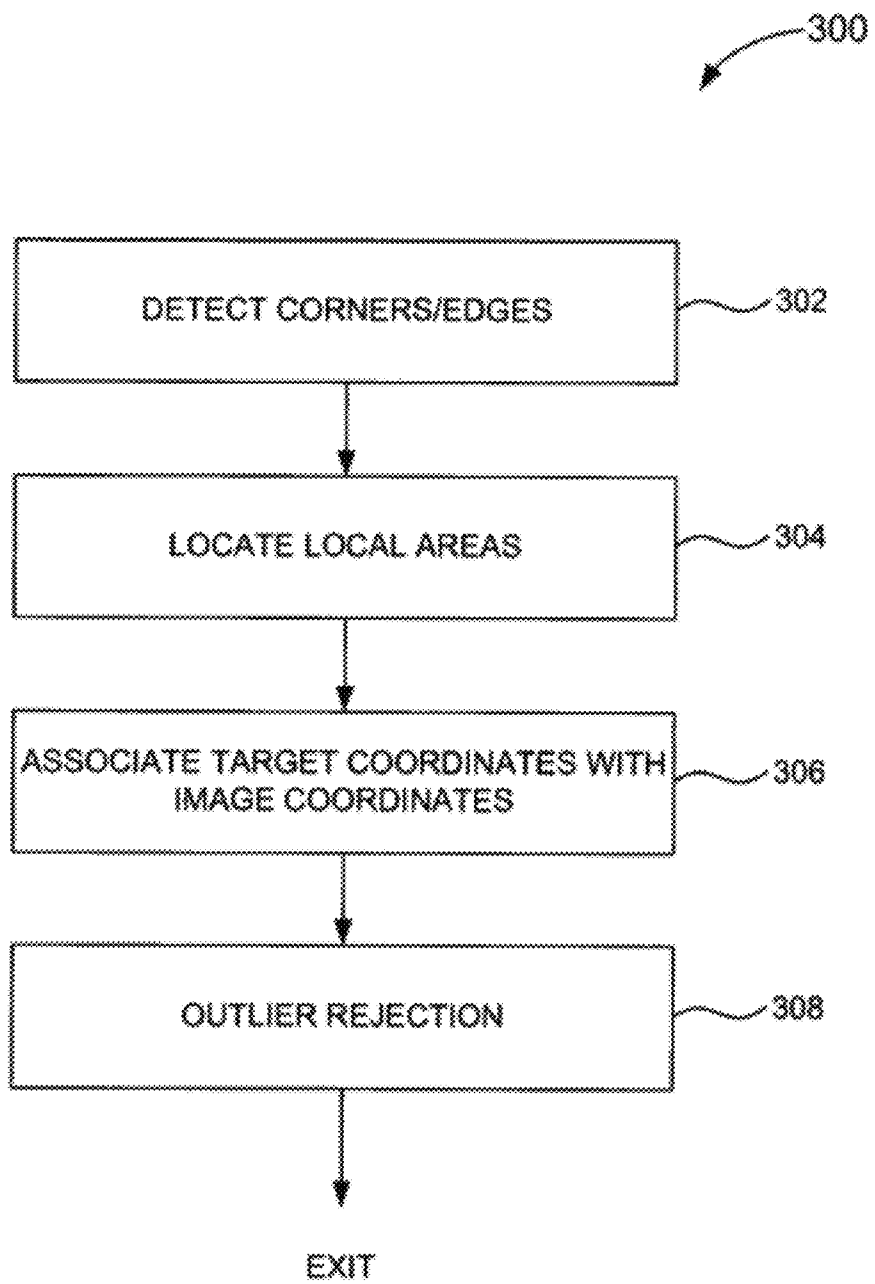 300
DETECT CORNERS/EDGES
302
LOCATE LOCAL AREAS
304
ASSOCIATE TARGET COORDINATES WITH
IMAGE COORDINATES
306
OUTLIER REJECTION
308
EXIT